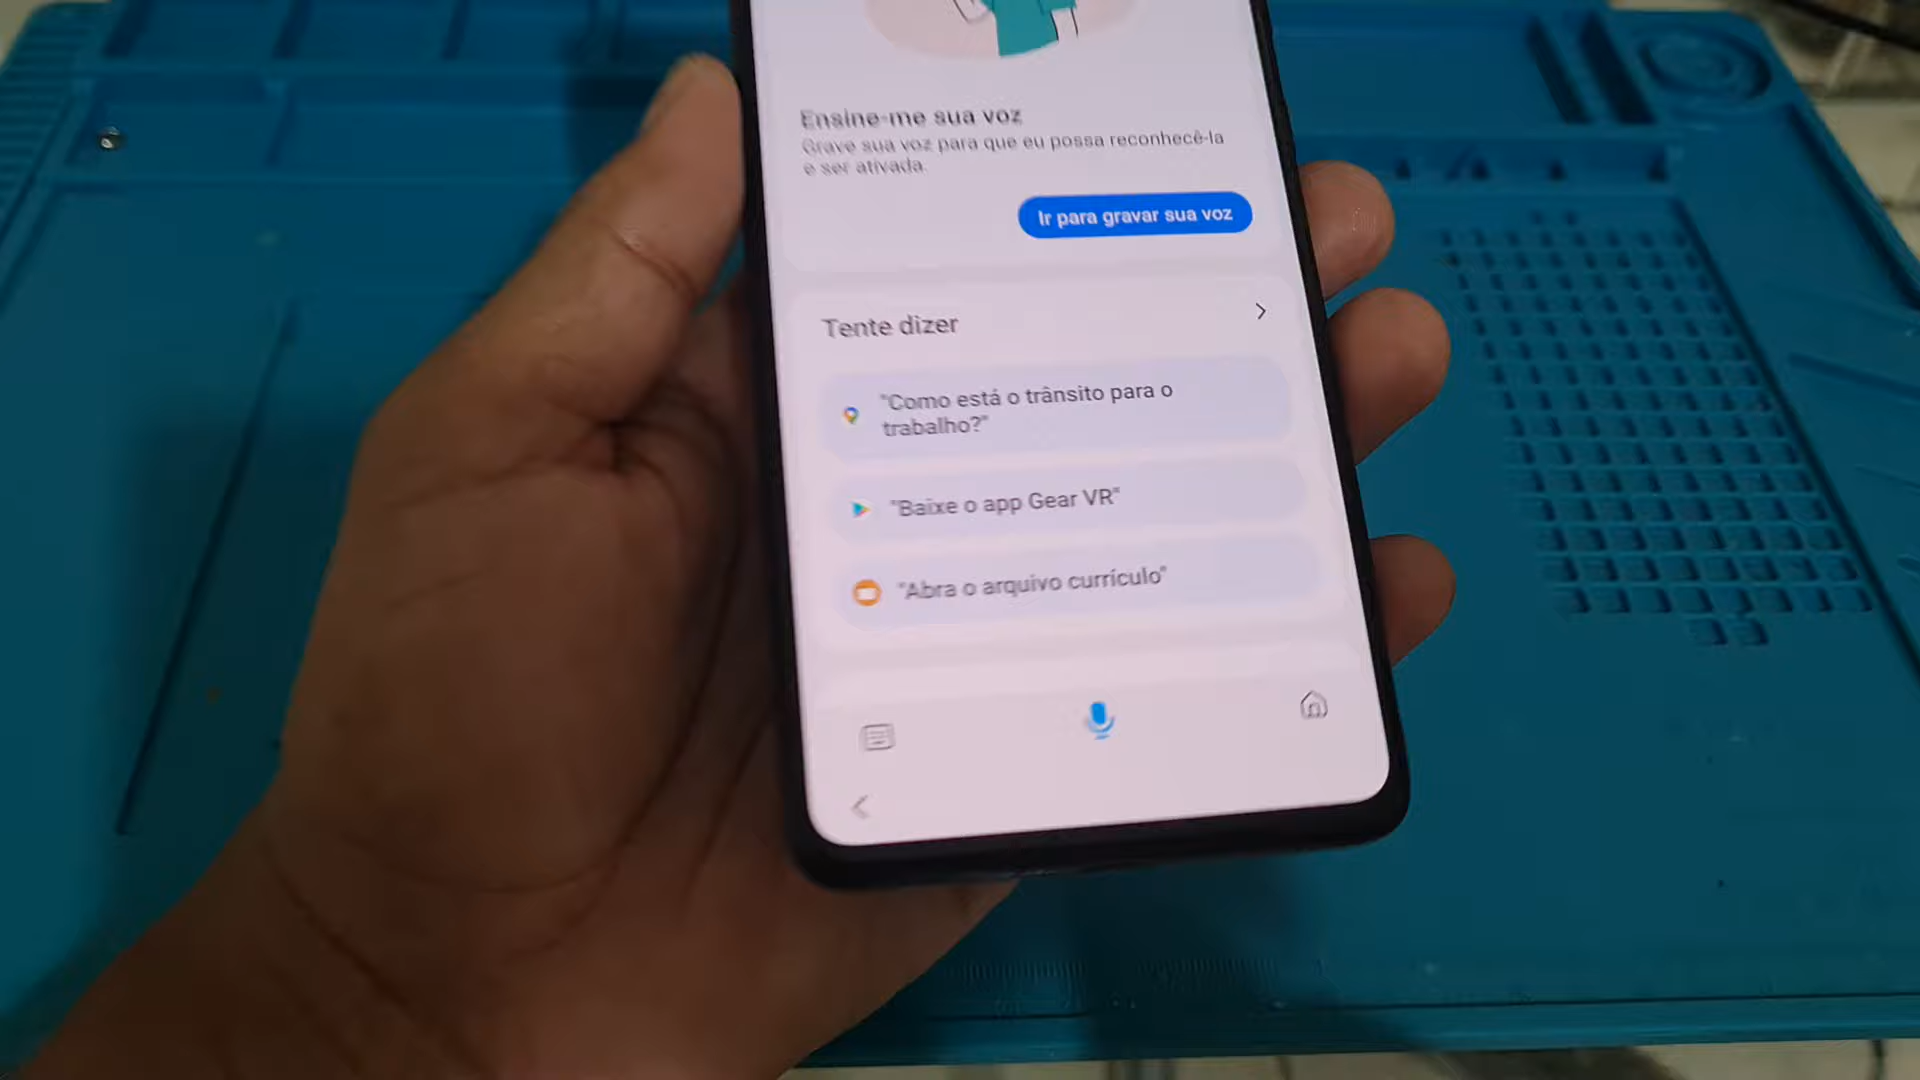 Ensine-me sua voz
Grave sua voz para que eu possa reconhecê-la
e ser ativada.
Ir para gravar sua voz
Tente dizer
"Como está o trânsito para o
trabalho?"
"Baixe o app Gear VR"
"Abra o arquivo currículo"